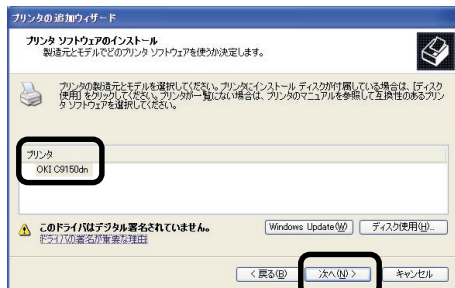 プリンタの追加ウィザード
プリンタ ソフトウェアのインストール
製造元とモデルでどのプリンタ ソフトウェアを使うか決定します。
プリンタの製造元とモデルを選択してください。プリンタにインストール ディスクが付属している場合は、[ディスク
使用] をクリックしてください。プリンタが一覧にない場合は、プリンタのマニュアルを参照して互換性のあるプリン
タ ソフトウェアを選択してください。
プリンタ
OKI C9150dn
このドライバはデジタル署名されていません。
Windows Update(W)
ディスク使用(H)...
ドライバの署名が重要な理由
< 戻る(B)
次へ(N) >
キャンセル